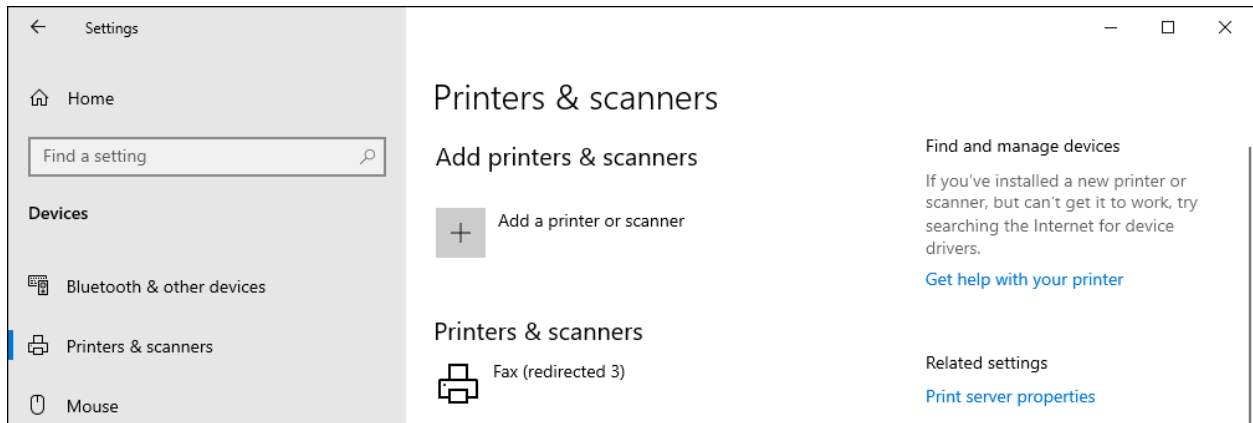 Settings
Home
Find a setting
Devices
Bluetooth & other devices
Printers & scanners
Mouse
Printers & scanners
Add printers & scanners
Add a printer or scanner
Printers & scanners
Fax (redirected 3)
Find and manage devices
If you've installed a new printer or
scanner, but can't get it to work, try
searching the Internet for device
drivers.
Get help with your printer
Related settings
Print server properties